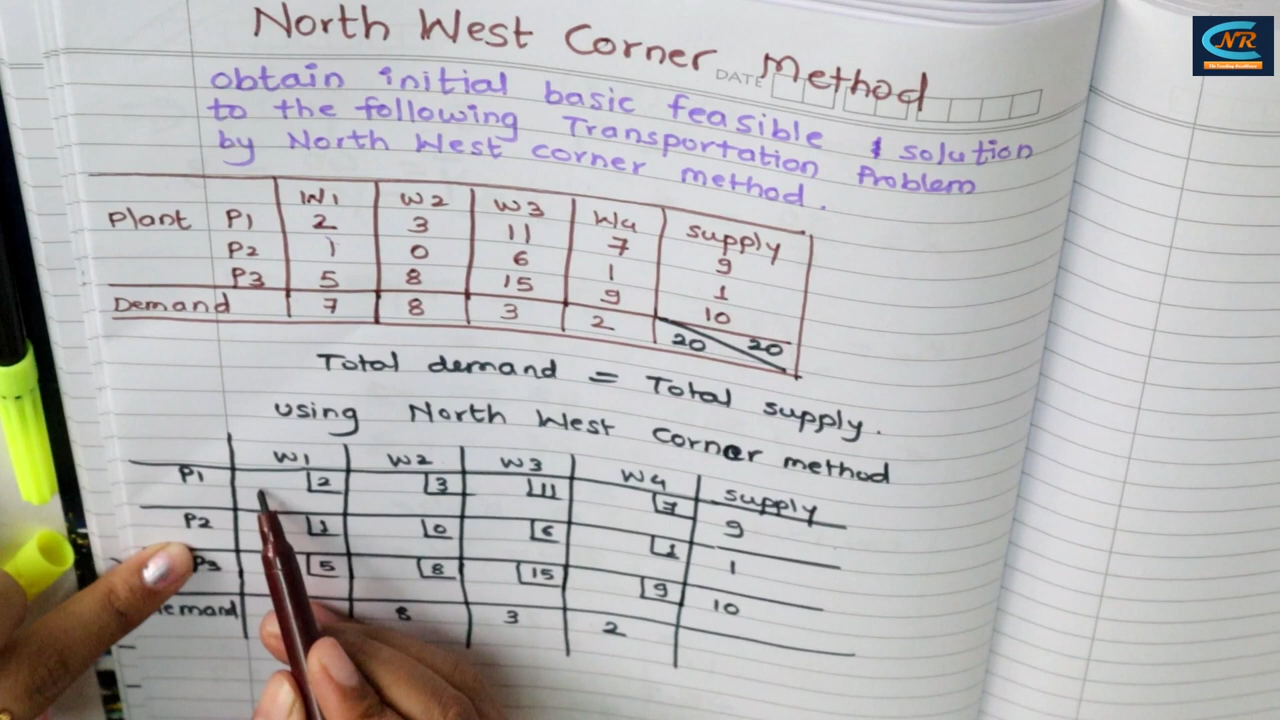 North West Corner Method
DATE
obtain initial basic feasible solution
to the following Transportation Problem
by North West corner method.
W1 W2 W3 W4 supply
Plant P1 2 3 11 7 9
P2 1 0 6 1 1
P3 5 8 15 9 10
Demand 7 8 3 2 20 20
Total demand = Total supply.
using North West corner method
W1 W2 W3 W4 supply
P1 2 3 11 7 9
P2 1 0 6 1 1
P3 5 8 15 9 10
emand 8 3 2
NR